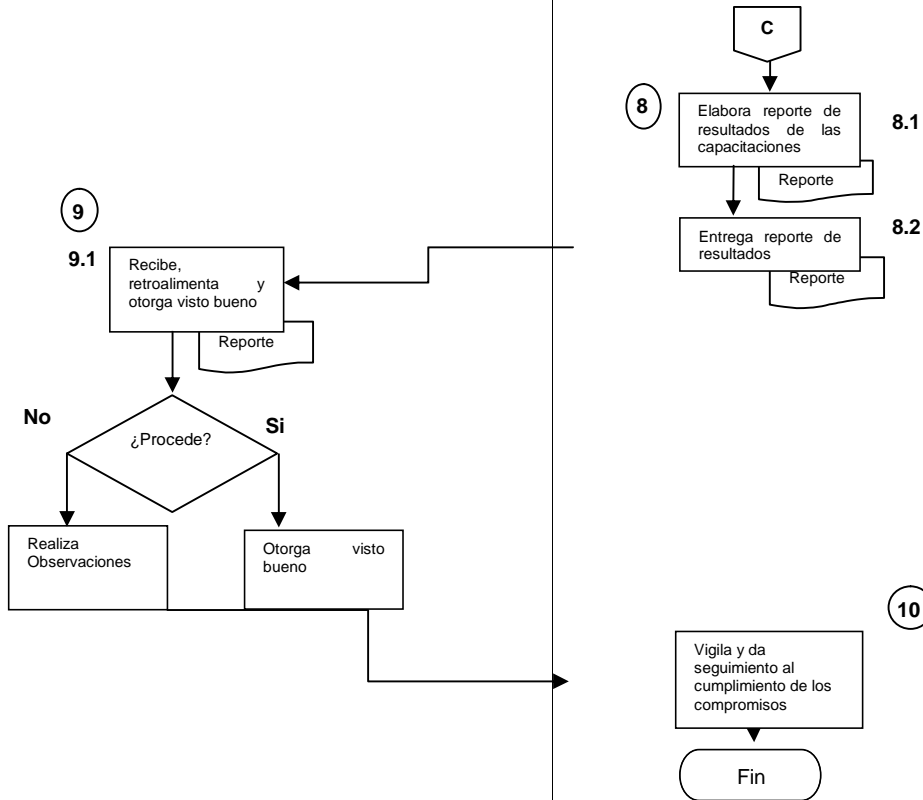 C
8
Elabora reporte de
resultados de las
capacitaciones
8.1
Reporte
8.2
Entrega reporte de
resultados
Reporte
9
9.1
Recibe,
retroalimenta y
otorga visto bueno
Reporte
¿Procede?
No
Si
Realiza
Observaciones
Otorga visto
bueno
10
Vigila y da
seguimiento al
cumplimiento de los
compromisos
Fin